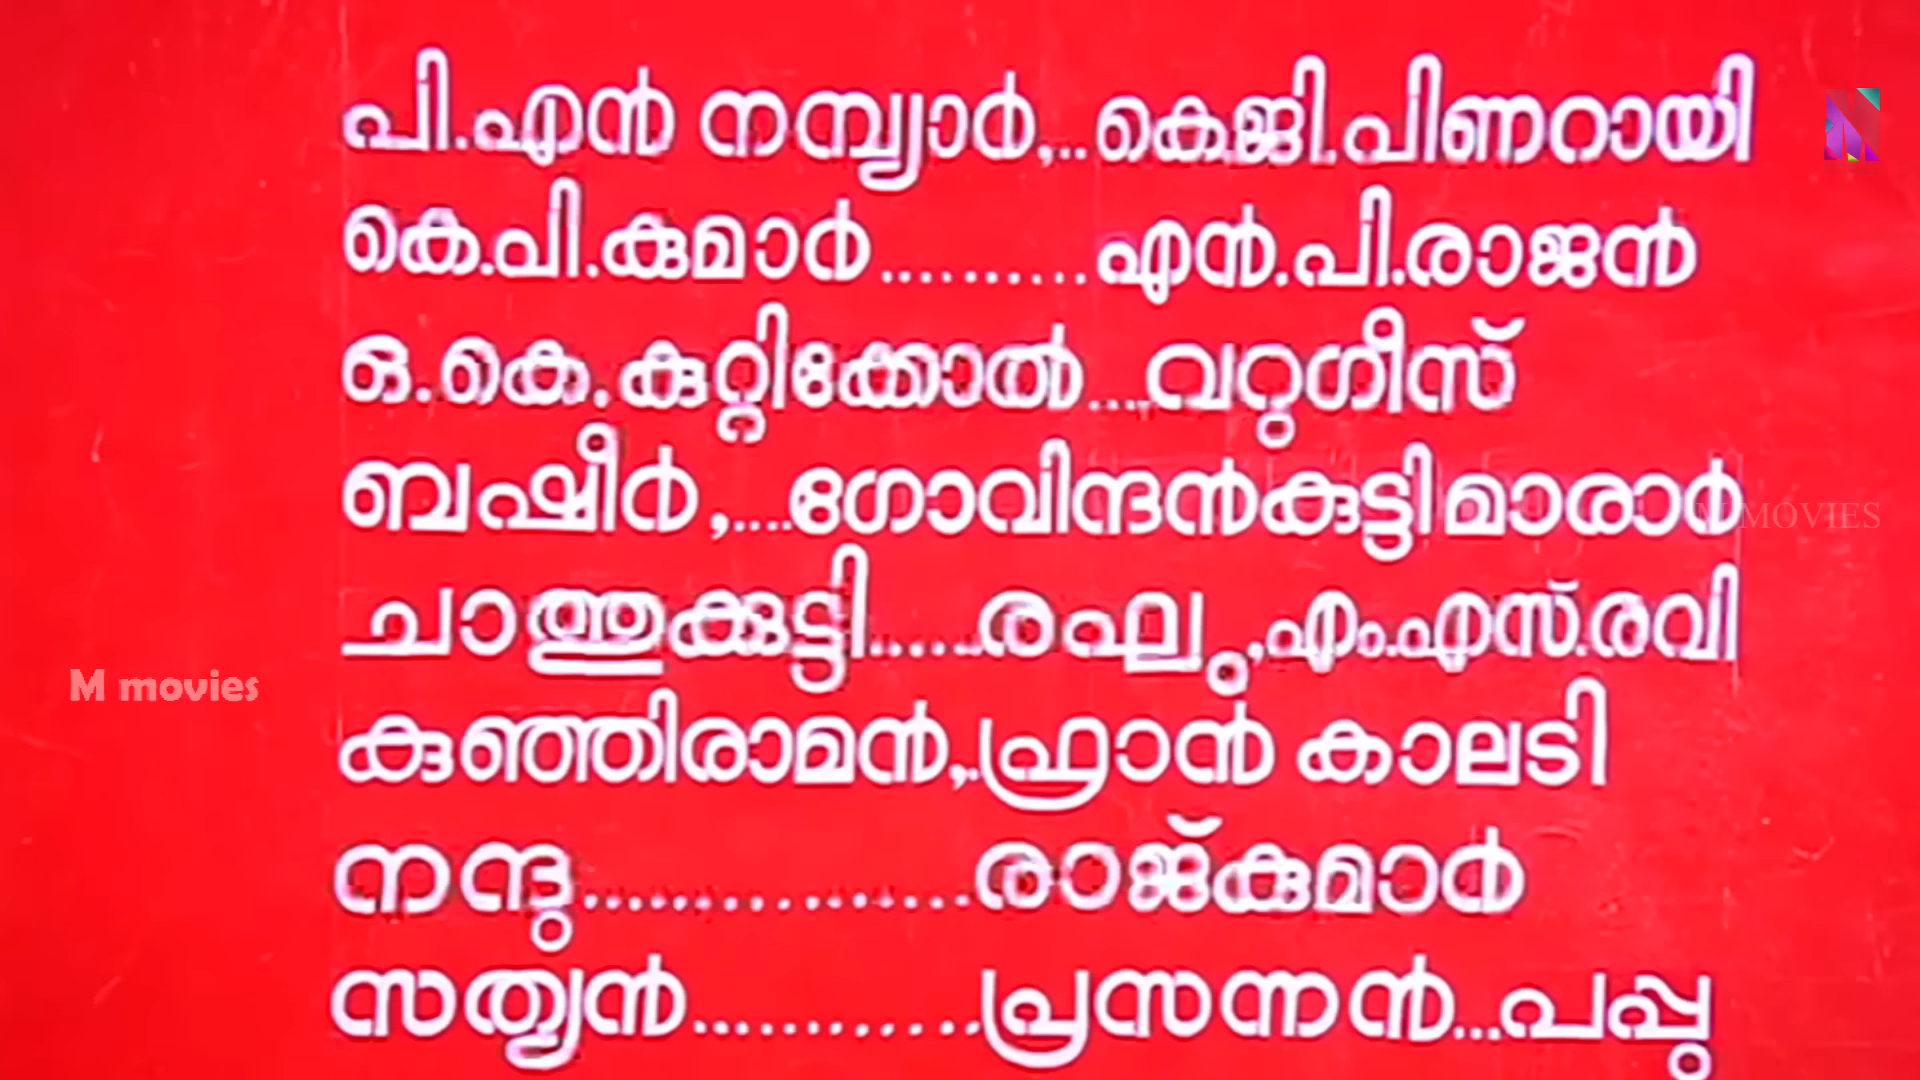 പി.എൻ നമ്പ്യാർ,..കെ.ജി.പിണറായി
കെ.പി.കുമാർ..........എൻ.പി.രാജൻ
ഒ.കെ.കുറ്റിക്കോൽ....വറുഗീസ്
ബഷീർ,....ഗോവിന്ദൻകുട്ടിമാരാർ
M MOVIES
ചാത്തുക്കുട്ടി......രഘു,എം.എസ്.രവി
M movies
കുഞ്ഞിരാമൻ,..ഫ്രാൻ കാലടി
നന്ദു................രാജ്കുമാർ
സത്യൻ............പ്രസന്നൻ...പപ്പു